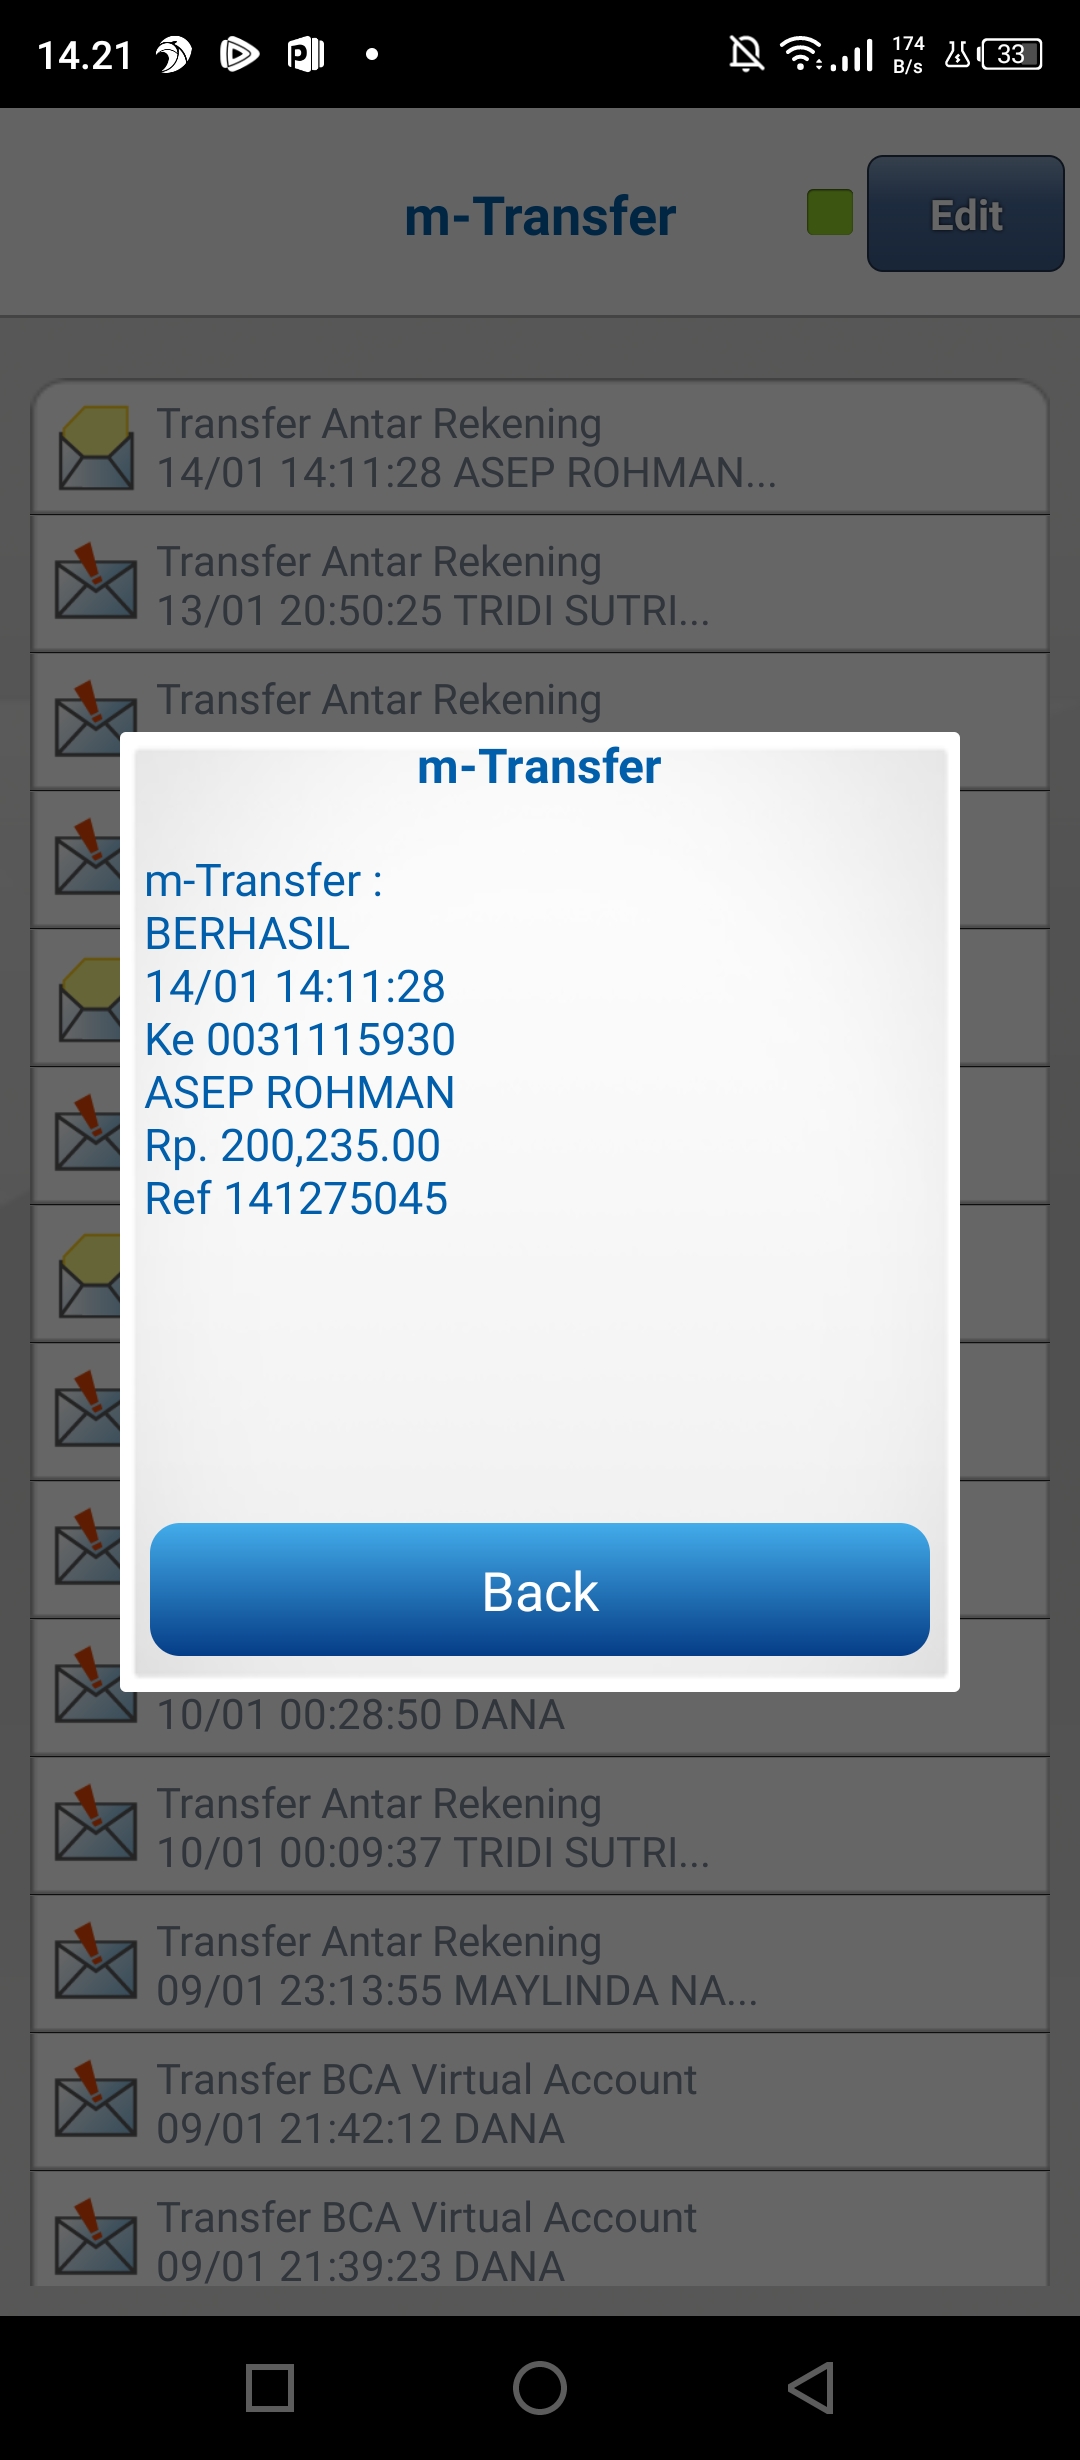 14.21
174
B/s
33
m-Transfer
Edit
Transfer Antar Rekening
14/01 14:11:28 ASEP ROHMAN...
Transfer Antar Rekening
13/01 20:50:25 TRIDI SUTRI...
Transfer Antar Rekening
m-Transfer
m-Transfer :
BERHASIL
14/01 14:11:28
Ke 0031115930
ASEP ROHMAN
Rp. 200,235.00
Ref 141275045
Back
10/01 00:28:50 DANA
Transfer Antar Rekening
10/01 00:09:37 TRIDI SUTRI...
Transfer Antar Rekening
09/01 23:13:55 MAYLINDA NA...
Transfer BCA Virtual Account
09/01 21:42:12 DANA
Transfer BCA Virtual Account
09/01 21:39:23 DANA